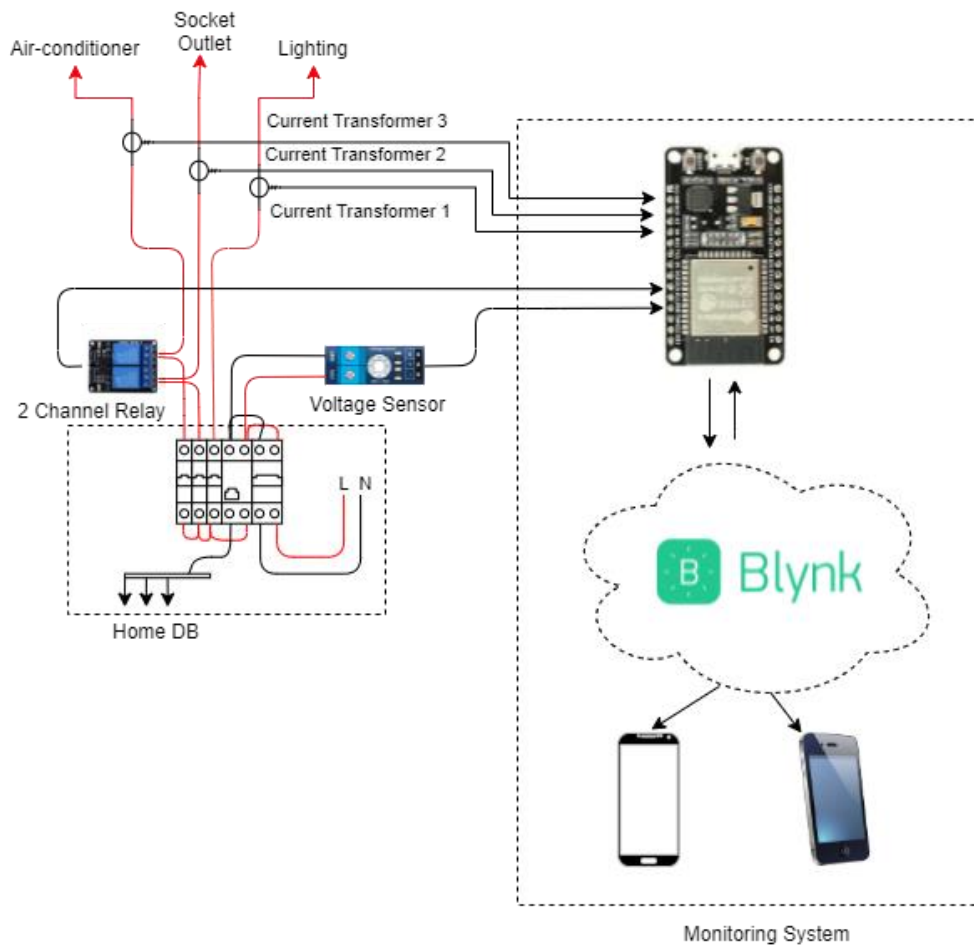 Socket
Outlet
Air-conditioner
Lighting
Current Transformer 3
Current Transformer 2
Current Transformer 1
2 Channel Relay
Voltage Sensor
L N
B Blynk
Home DB
Monitoring System